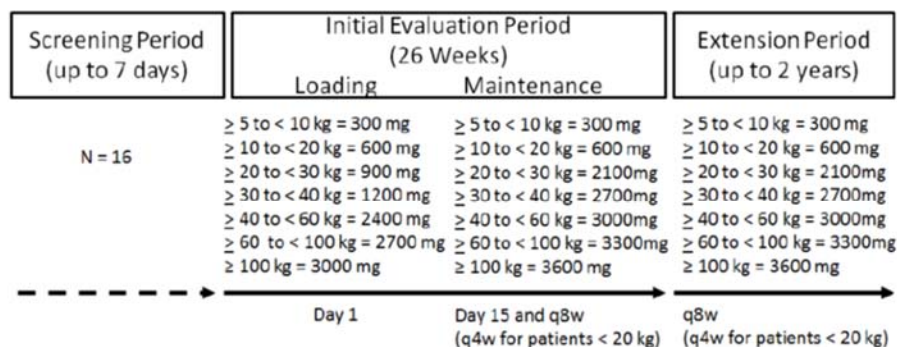 Screening Period
(up to 7 days)
Initial Evaluation Period
(26 Weeks)
Loading
Maintenance
Extension Period
(up to 2 years)
N = 16
≥ 5 to < 10 kg = 300 mg
≥ 10 to < 20 kg = 600 mg
≥ 20 to < 30 kg = 900 mg
≥ 30 to < 40 kg = 1200 mg
≥ 40 to < 60 kg = 2400 mg
≥ 60 to < 100 kg = 2700 mg
≥ 100 kg = 3000 mg
≥ 5 to < 10 kg = 300 mg
≥ 10 to < 20 kg = 600 mg
≥ 20 to < 30 kg = 2100mg
≥ 30 to < 40 kg = 2700mg
≥ 40 to < 60 kg = 3000mg
≥ 60 to < 100 kg = 3300mg
≥ 100 kg = 3600 mg
≥ 5 to < 10 kg = 300 mg
≥ 10 to < 20 kg = 600 mg
≥ 20 to < 30 kg = 2100mg
≥ 30 to < 40 kg = 2700mg
≥ 40 to < 60 kg = 3000mg
≥ 60 to < 100 kg = 3300mg
≥ 100 kg = 3600 mg
Day 1
Day 15 and q8w
(q4w for patients < 20 kg)
q8w
(q4w for patients < 20 kg)